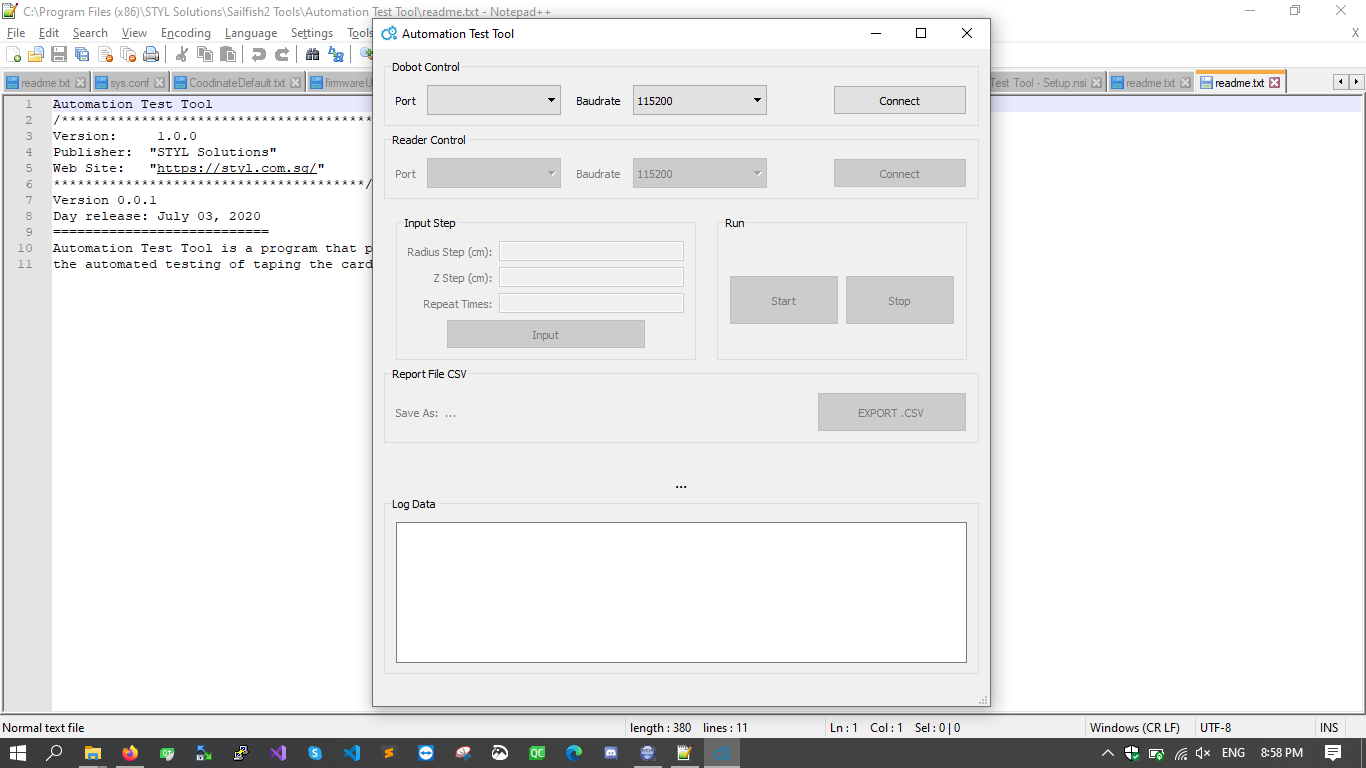 C:\Program Files (x86)\STYL Solutions\Sailfish2 Tools\Automation Test Tool\readme.txt - Notepad++
File Edit Search View Encoding Language Settings Tools X
readme.txt sys.conf CoodinateDefault.txt firmwareU Test Tool - Setup.nsi readme.txt readme.txt
1 Automation Test Tool
2 /***************************************
3 Version: 1.0.0
4 Publisher: "STYL Solutions"
5 Web Site: "https://styl.com.sg/"
6 ***************************************/
7 Version 0.0.1
8 Day release: July 03, 2020
9 ===========================
10 Automation Test Tool is a program that p
11 the automated testing of taping the card
Automation Test Tool
Dobot Control
Port Baudrate 115200 Connect
Reader Control
Port Baudrate 115200 Connect
Input Step
Radius Step (cm):
Z Step (cm):
Repeat Times:
Input
Run
Start Stop
Report File CSV
Save As: ... EXPORT .CSV
...
Log Data
Normal text file length : 380 lines : 11 Ln : 1 Col : 1 Sel : 0 | 0 Windows (CR LF) UTF-8 INS
ENG 8:58 PM